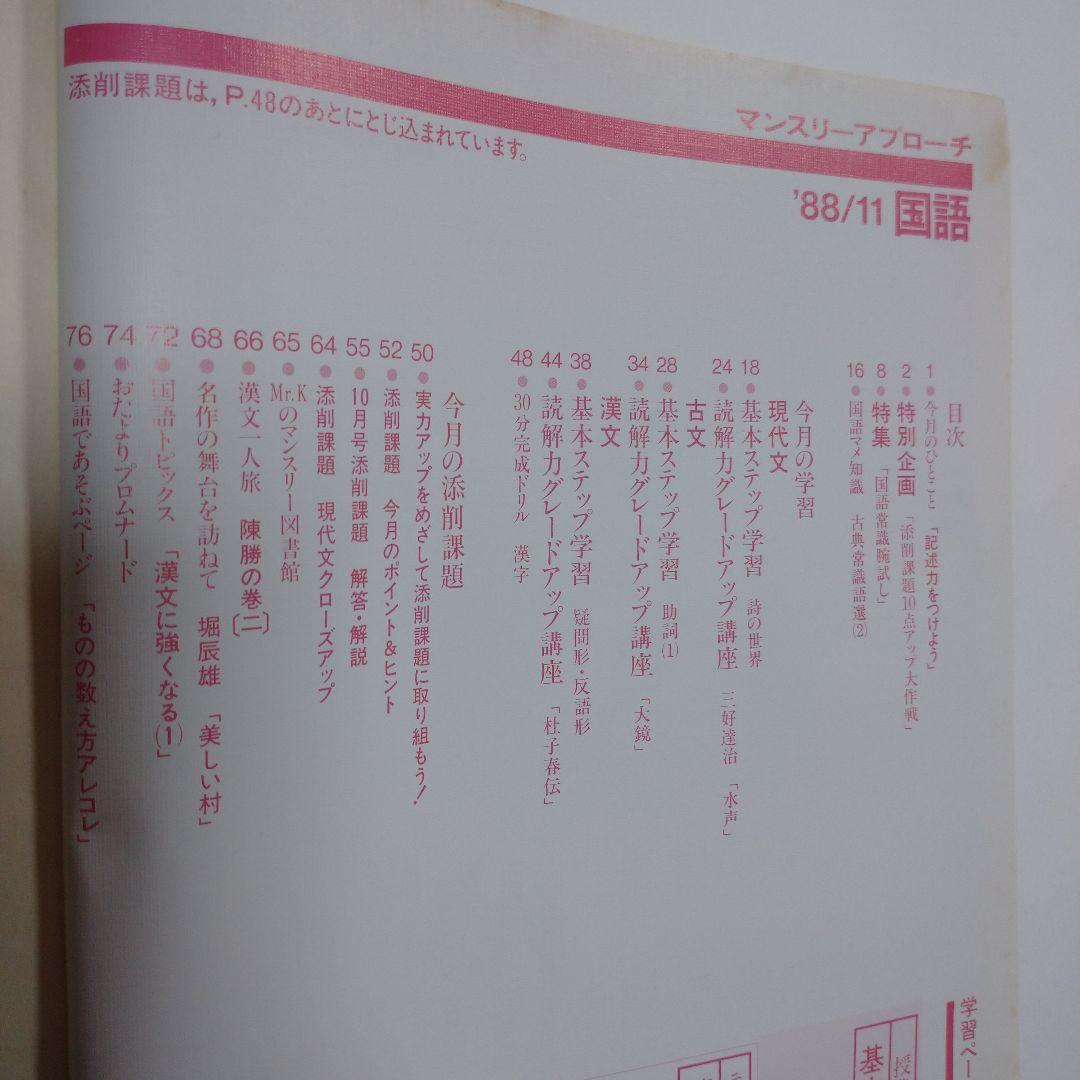 マンスリーアプローチ
'88/11 国語
添削課題は，P.48のあとにとじ込まれています。
目次
1 ● 今月のひとこと 「記述力をつけよう」
2 ● 特別企画 「添削課題10点アップ大作戦」
8 ● 特集 「国語常識腕試し」
16 ● 国語マメ知識 古典常識語選(2)
今月の学習
現代文
18 ● 基本ステップ学習 詩の世界
24 ● 読解力グレードアップ講座 三好達治「水声」
古文
28 ● 基本ステップ学習 助詞(1)
34 ● 読解力グレードアップ講座 「大鏡」
漢文
38 ● 基本ステップ学習 疑問形・反語形
44 ● 読解力グレードアップ講座 「杜子春伝」
48 ● 30分完成ドリル 漢字
今月の添削課題
50 ● 実力アップをめざして添削課題に取り組もう！
52 ● 添削課題 今月のポイント&ヒント
55 ● 10月号添削課題 解答・解説
64 ● 添削課題 現代文クローズアップ
65 ● Mr.Kのマンスリー図書館
66 ● 漢文一人旅 陳勝の巻〔二〕
68 ● 名作の舞台を訪ねて 堀辰雄 「美しい村」
72 ● 国語トピックス 「漢文に強くなる(1)」
74 ● おたよりプロムナード
76 ● 国語であそぶページ 「ものの数え方アレコレ」
学習ペー
授
基